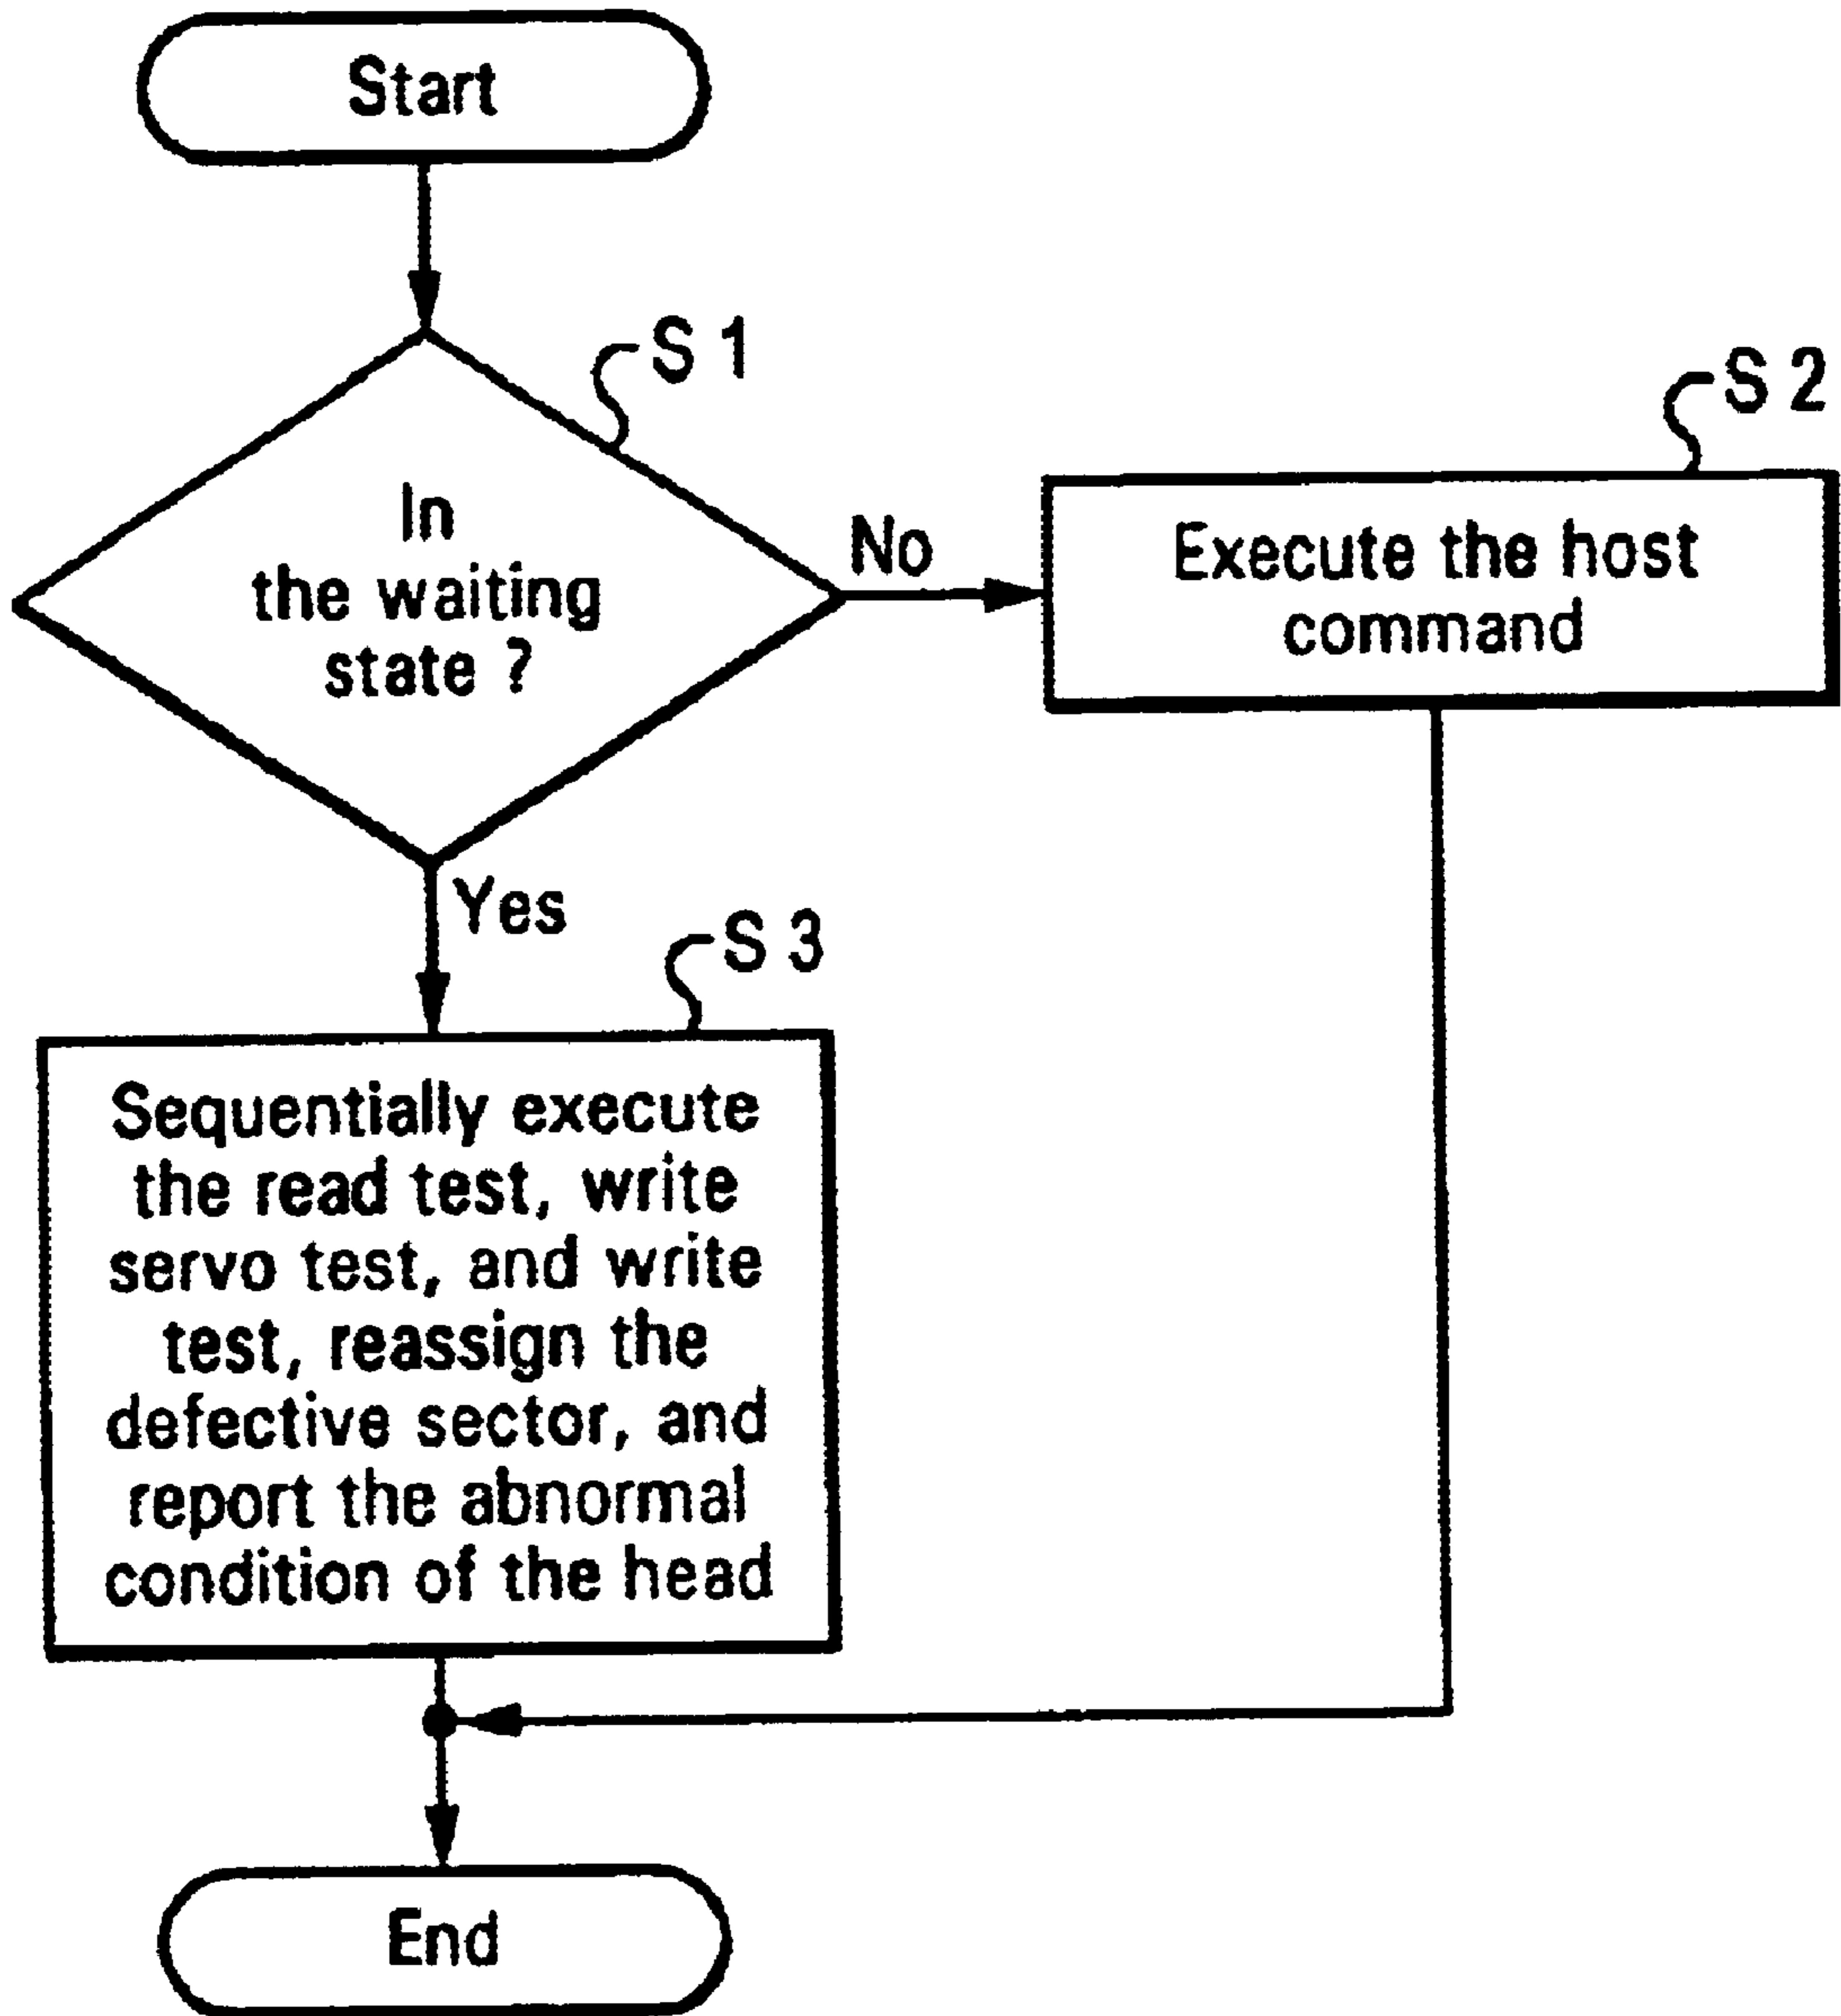 Start
S 1
In
the waiting
state ?
No
S 2
Execute the host
command
Yes
S 3
Sequentially execute
the read test, write
servo test, and write
test, reassign the
defective sector, and
report the abnormal
condition of the head
End